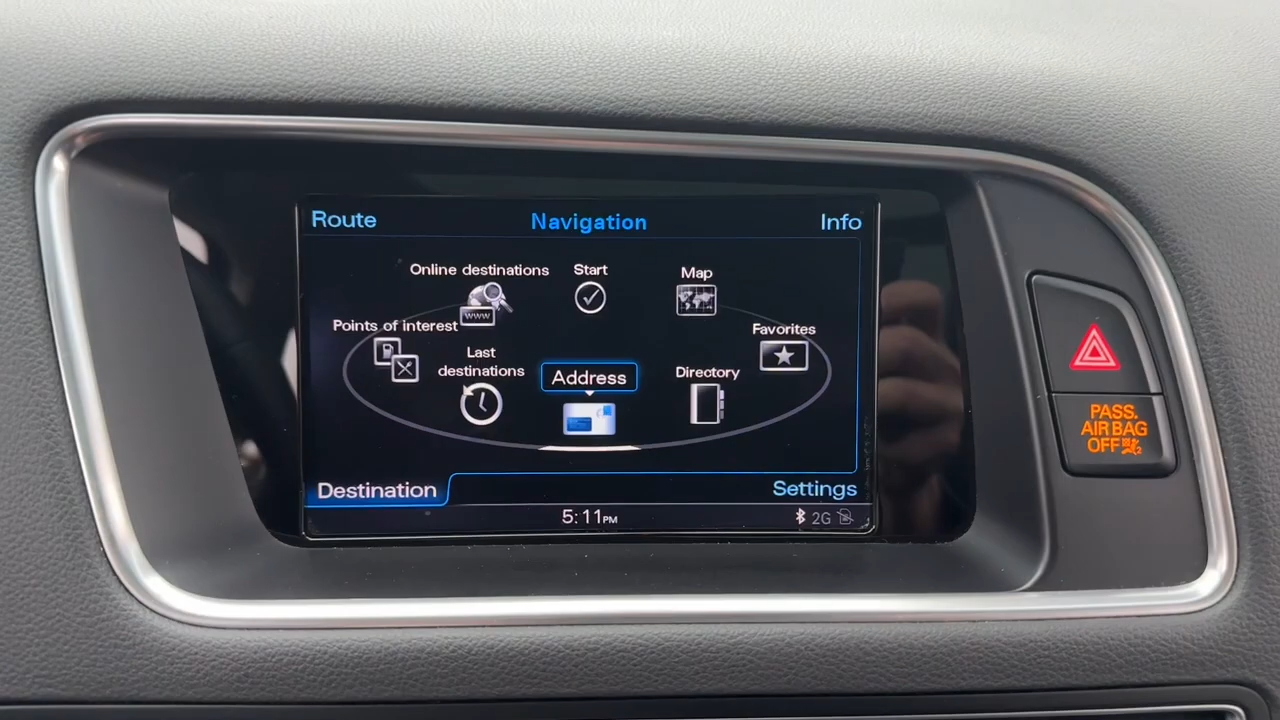 Route
Navigation
Info
Online destinations
Start
Map
www
Points of interest
Favorites
Last
destinations
Address
Directory
Destination
Settings
5:11PM
2G
PASS.
AIR BAG
OFF
2